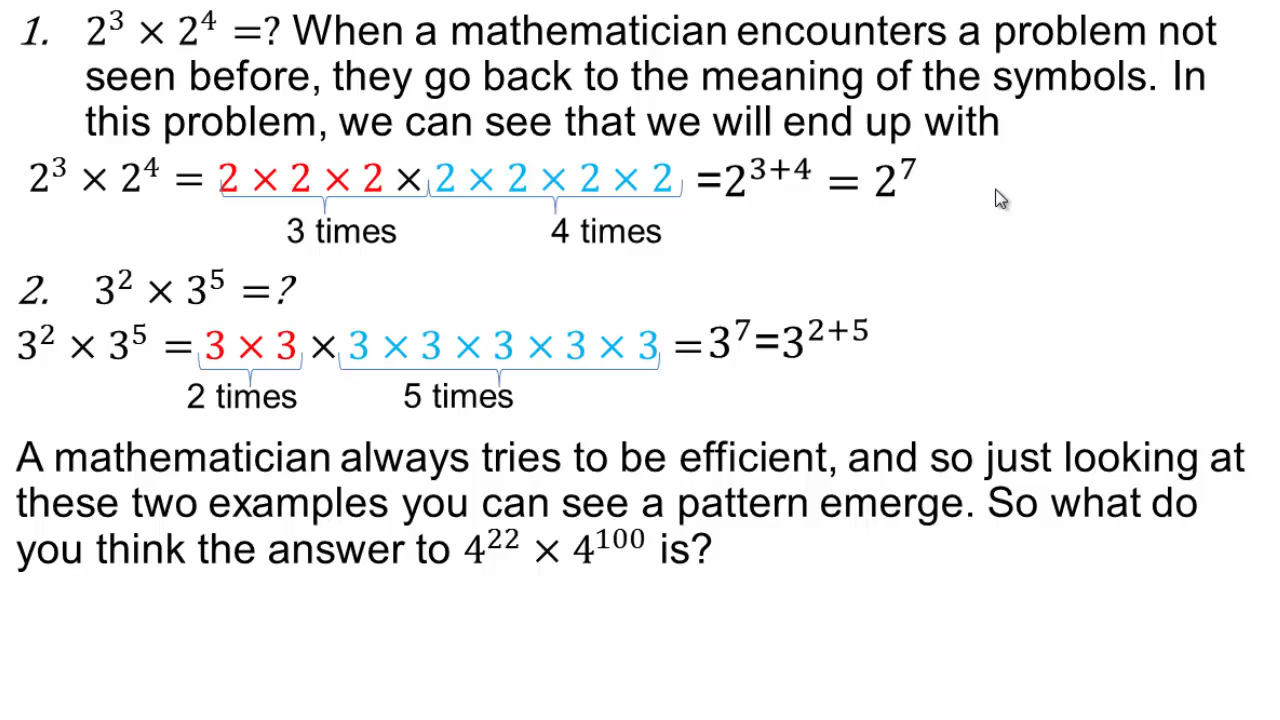 1. 2³ × 2⁴ =? When a mathematician encounters a problem not
seen before, they go back to the meaning of the symbols. In
this problem, we can see that we will end up with
2³ × 2⁴ = 2 × 2 × 2 × 2 × 2 × 2 × 2 =2³⁺⁴ = 2⁷
3 times 4 times
2. 3² × 3⁵ =?
3² × 3⁵ = 3 × 3 × 3 × 3 × 3 × 3 × 3 = 3⁷=3²⁺⁵
2 times 5 times
A mathematician always tries to be efficient, and so just looking at
these two examples you can see a pattern emerge. So what do
you think the answer to 4²² × 4¹⁰⁰ is?